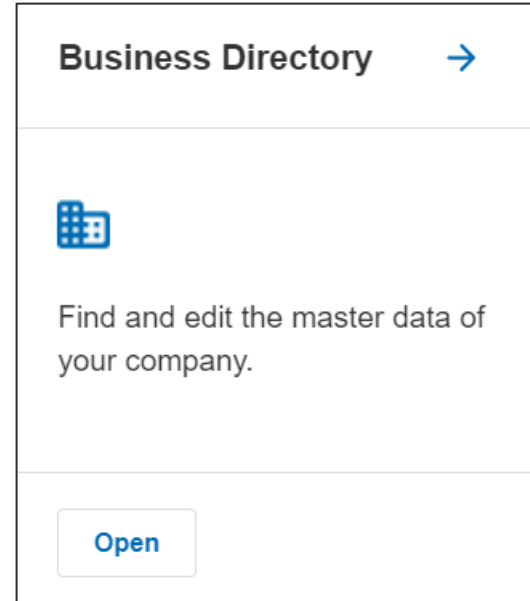 Business Directory
Find and edit the master data of
your company.
Open